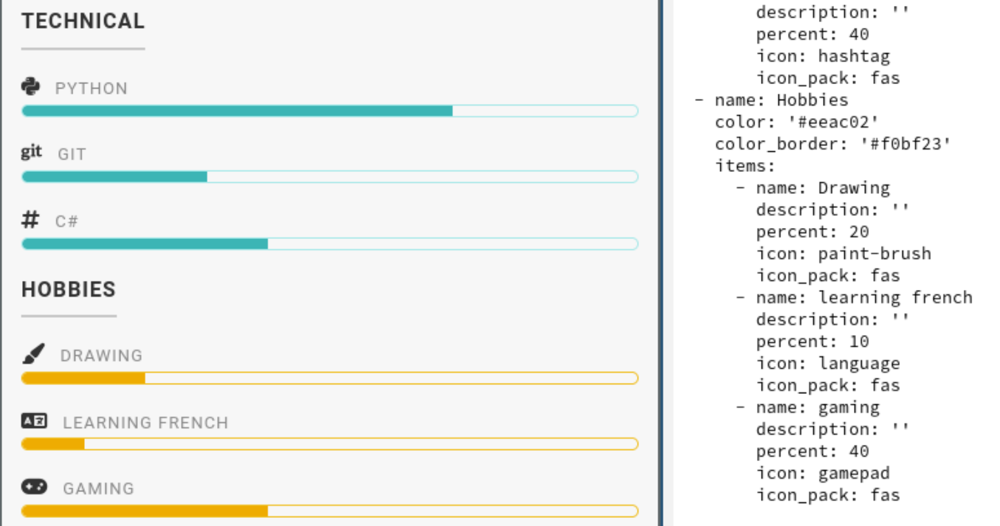 TECHNICAL
PYTHON
git GIT
# C#
HOBBIES
DRAWING
A文 LEARNING FRENCH
GAMING
description: ''
percent: 40
icon: hashtag
icon_pack: fas
- name: Hobbies
color: '#eeac02'
color_border: '#f0bf23'
items:
- name: Drawing
description: ''
percent: 20
icon: paint-brush
icon_pack: fas
- name: learning french
description: ''
percent: 10
icon: language
icon_pack: fas
- name: gaming
description: ''
percent: 40
icon: gamepad
icon_pack: fas